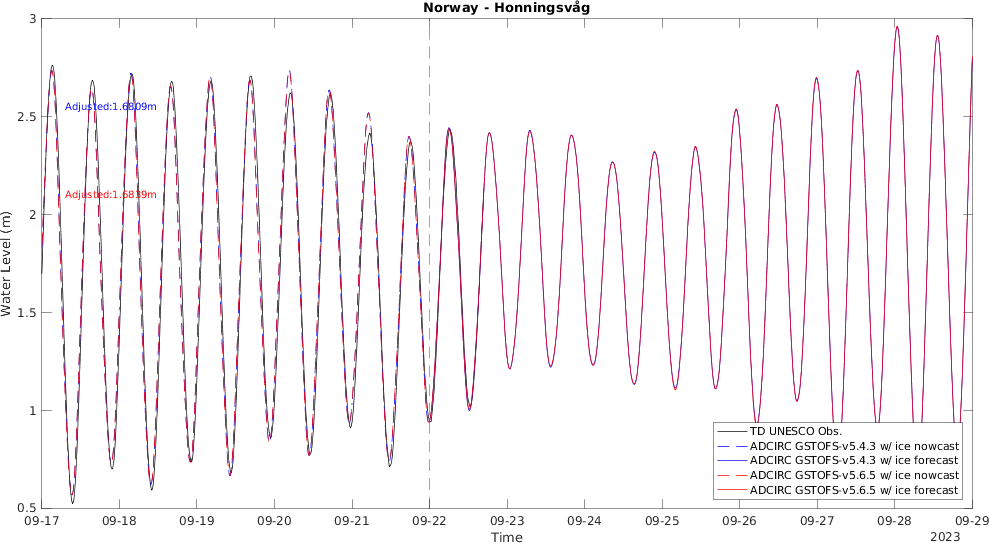 Norway - Honningsvåg
3
2.5
2
1.5
1
0.5
Water Level (m)
Adjusted:1.6809m
Adjusted:1.6839m
TD UNESCO Obs.
ADCIRC GSTOFS-v5.4.3 w/ ice nowcast
ADCIRC GSTOFS-v5.4.3 w/ ice forecast
ADCIRC GSTOFS-v5.6.5 w/ ice nowcast
ADCIRC GSTOFS-v5.6.5 w/ ice forecast
09-17 09-18 09-19 09-20 09-21 09-22 09-23 09-24 09-25 09-26 09-27 09-28 09-29
Time
2023